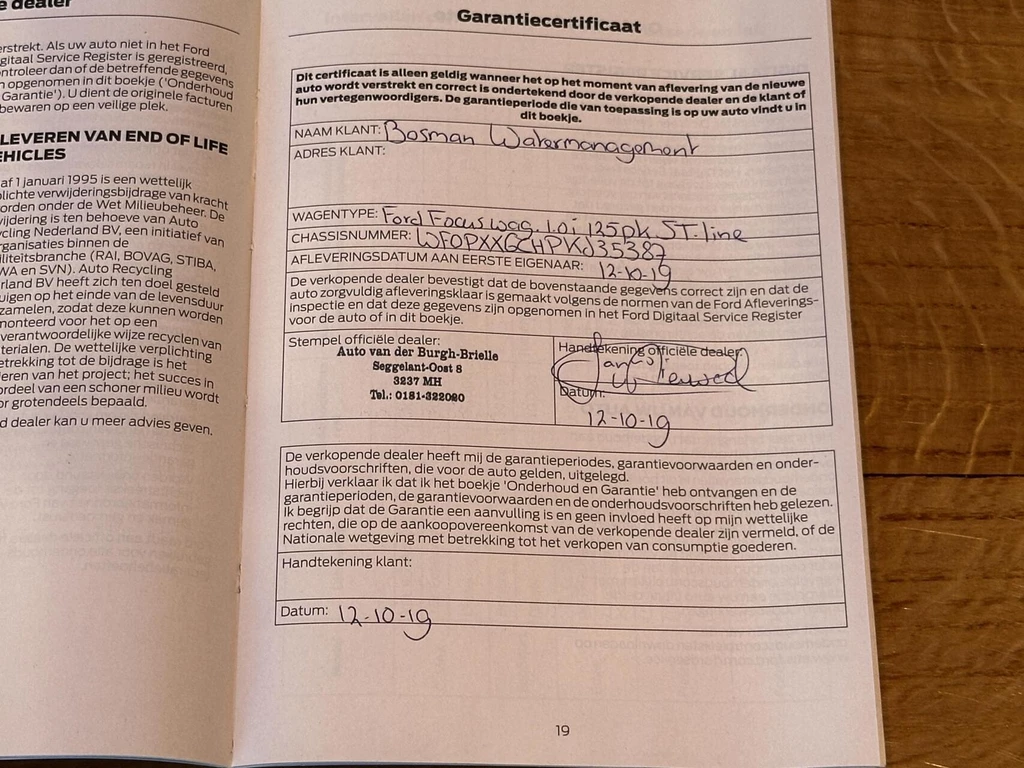 e dealer
erstrekt. Als uw auto niet in het Ford
gitaal Service Register is geregistreerd,
ntroleer dan of de betreffende gegevens
n opgenomen in dit boekje ('Onderhoud
Garantie'). U dient de originele facturen
bewaren op een veilige plek.
LEVEREN VAN END OF LIFE
EHICLES
af 1 januari 1995 is een wettelijk
plichte verwijderingsbijdrage van kracht
orden onder de Wet Milieubeheer. De
wijdering is ten behoeve van Auto
ycling Nederland BV, een initiatief van
rganisaties binnen de
iliteitsbranche (RAI, BOVAG, STIBA,
WA en SVN). Auto Recycling
rland BV heeft zich ten doel gesteld
uigen op het einde van de levensduur
zamelen, zodat deze kunnen worden
monteerd voor het op een
verantwoordelijke wijze recyclen van
terialen. De wettelijke verplichting
etrekking tot de bijdrage is het
leren van het project; het succes in
ordeel van een schoner milieu wordt
or grotendeels bepaald.
d dealer kan u meer advies geven.
Garantiecertificaat
Dit certificaat is alleen geldig wanneer het op het moment van aflevering van de nieuwe
auto wordt verstrekt en correct is ondertekend door de verkopende dealer en de klant of
hun vertegenwoordigers. De garantieperiode die van toepassing is op uw auto vindt u in
dit boekje.
NAAM KLANT: Bosman Watermanagement
ADRES KLANT:
WAGENTYPE: Ford Focus wag. 1.0i 125pk ST.line
CHASSISNUMMER: WF0PXXGCHPKJ35387
AFLEVERINGSDATUM AAN EERSTE EIGENAAR: 12-10-19
De verkopende dealer bevestigt dat de bovenstaande gegevens correct zijn en dat de
auto zorgvuldig afleveringsklaar is gemaakt volgens de normen van de Ford Afleverings-
inspectie en dat deze gegevens zijn opgenomen in het Ford Digitaal Service Register
voor de auto of in dit boekje.
Stempel officiële dealer:
Auto van der Burgh-Brielle
Seggelant-Oost 8
3237 MH
Tel.: 0181-322020
Handtekening officiële dealer:
Datum:
12-10-19
De verkopende dealer heeft mij de garantieperiodes, garantievoorwaarden en onder-
houdsvoorschriften, die voor de auto gelden, uitgelegd.
Hierbij verklaar ik dat ik het boekje 'Onderhoud en Garantie' heb ontvangen en de
garantieperioden, de garantievoorwaarden en de onderhoudsvoorschriften heb gelezen.
Ik begrijp dat de Garantie een aanvulling is en geen invloed heeft op mijn wettelijke
rechten, die op de aankoopovereenkomst van de verkopende dealer zijn vermeld, of de
Nationale wetgeving met betrekking tot het verkopen van consumptie goederen.
Handtekening klant:
Datum: 12-10-19
19